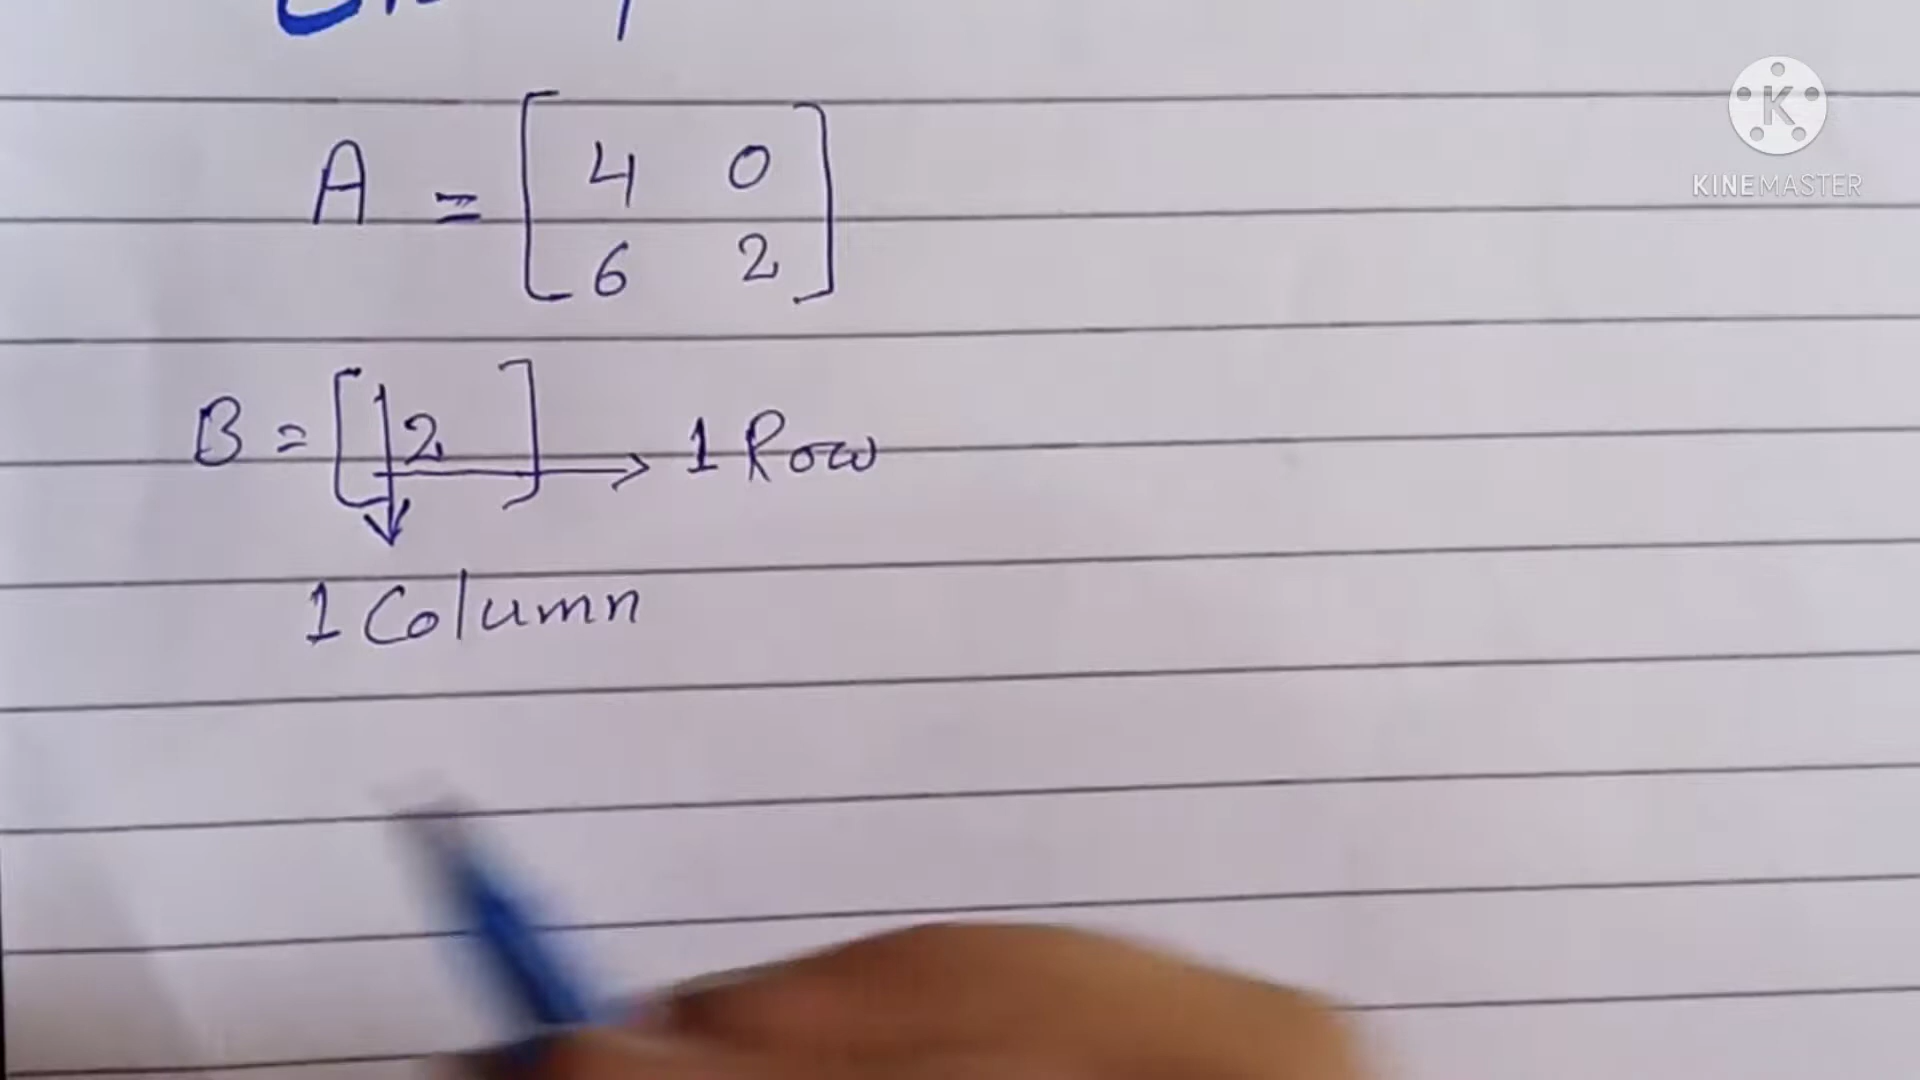 A = [ 4 0
6 2 ]
B = [ 2 ] → 1 Row
1 Column
K
KINEMASTER